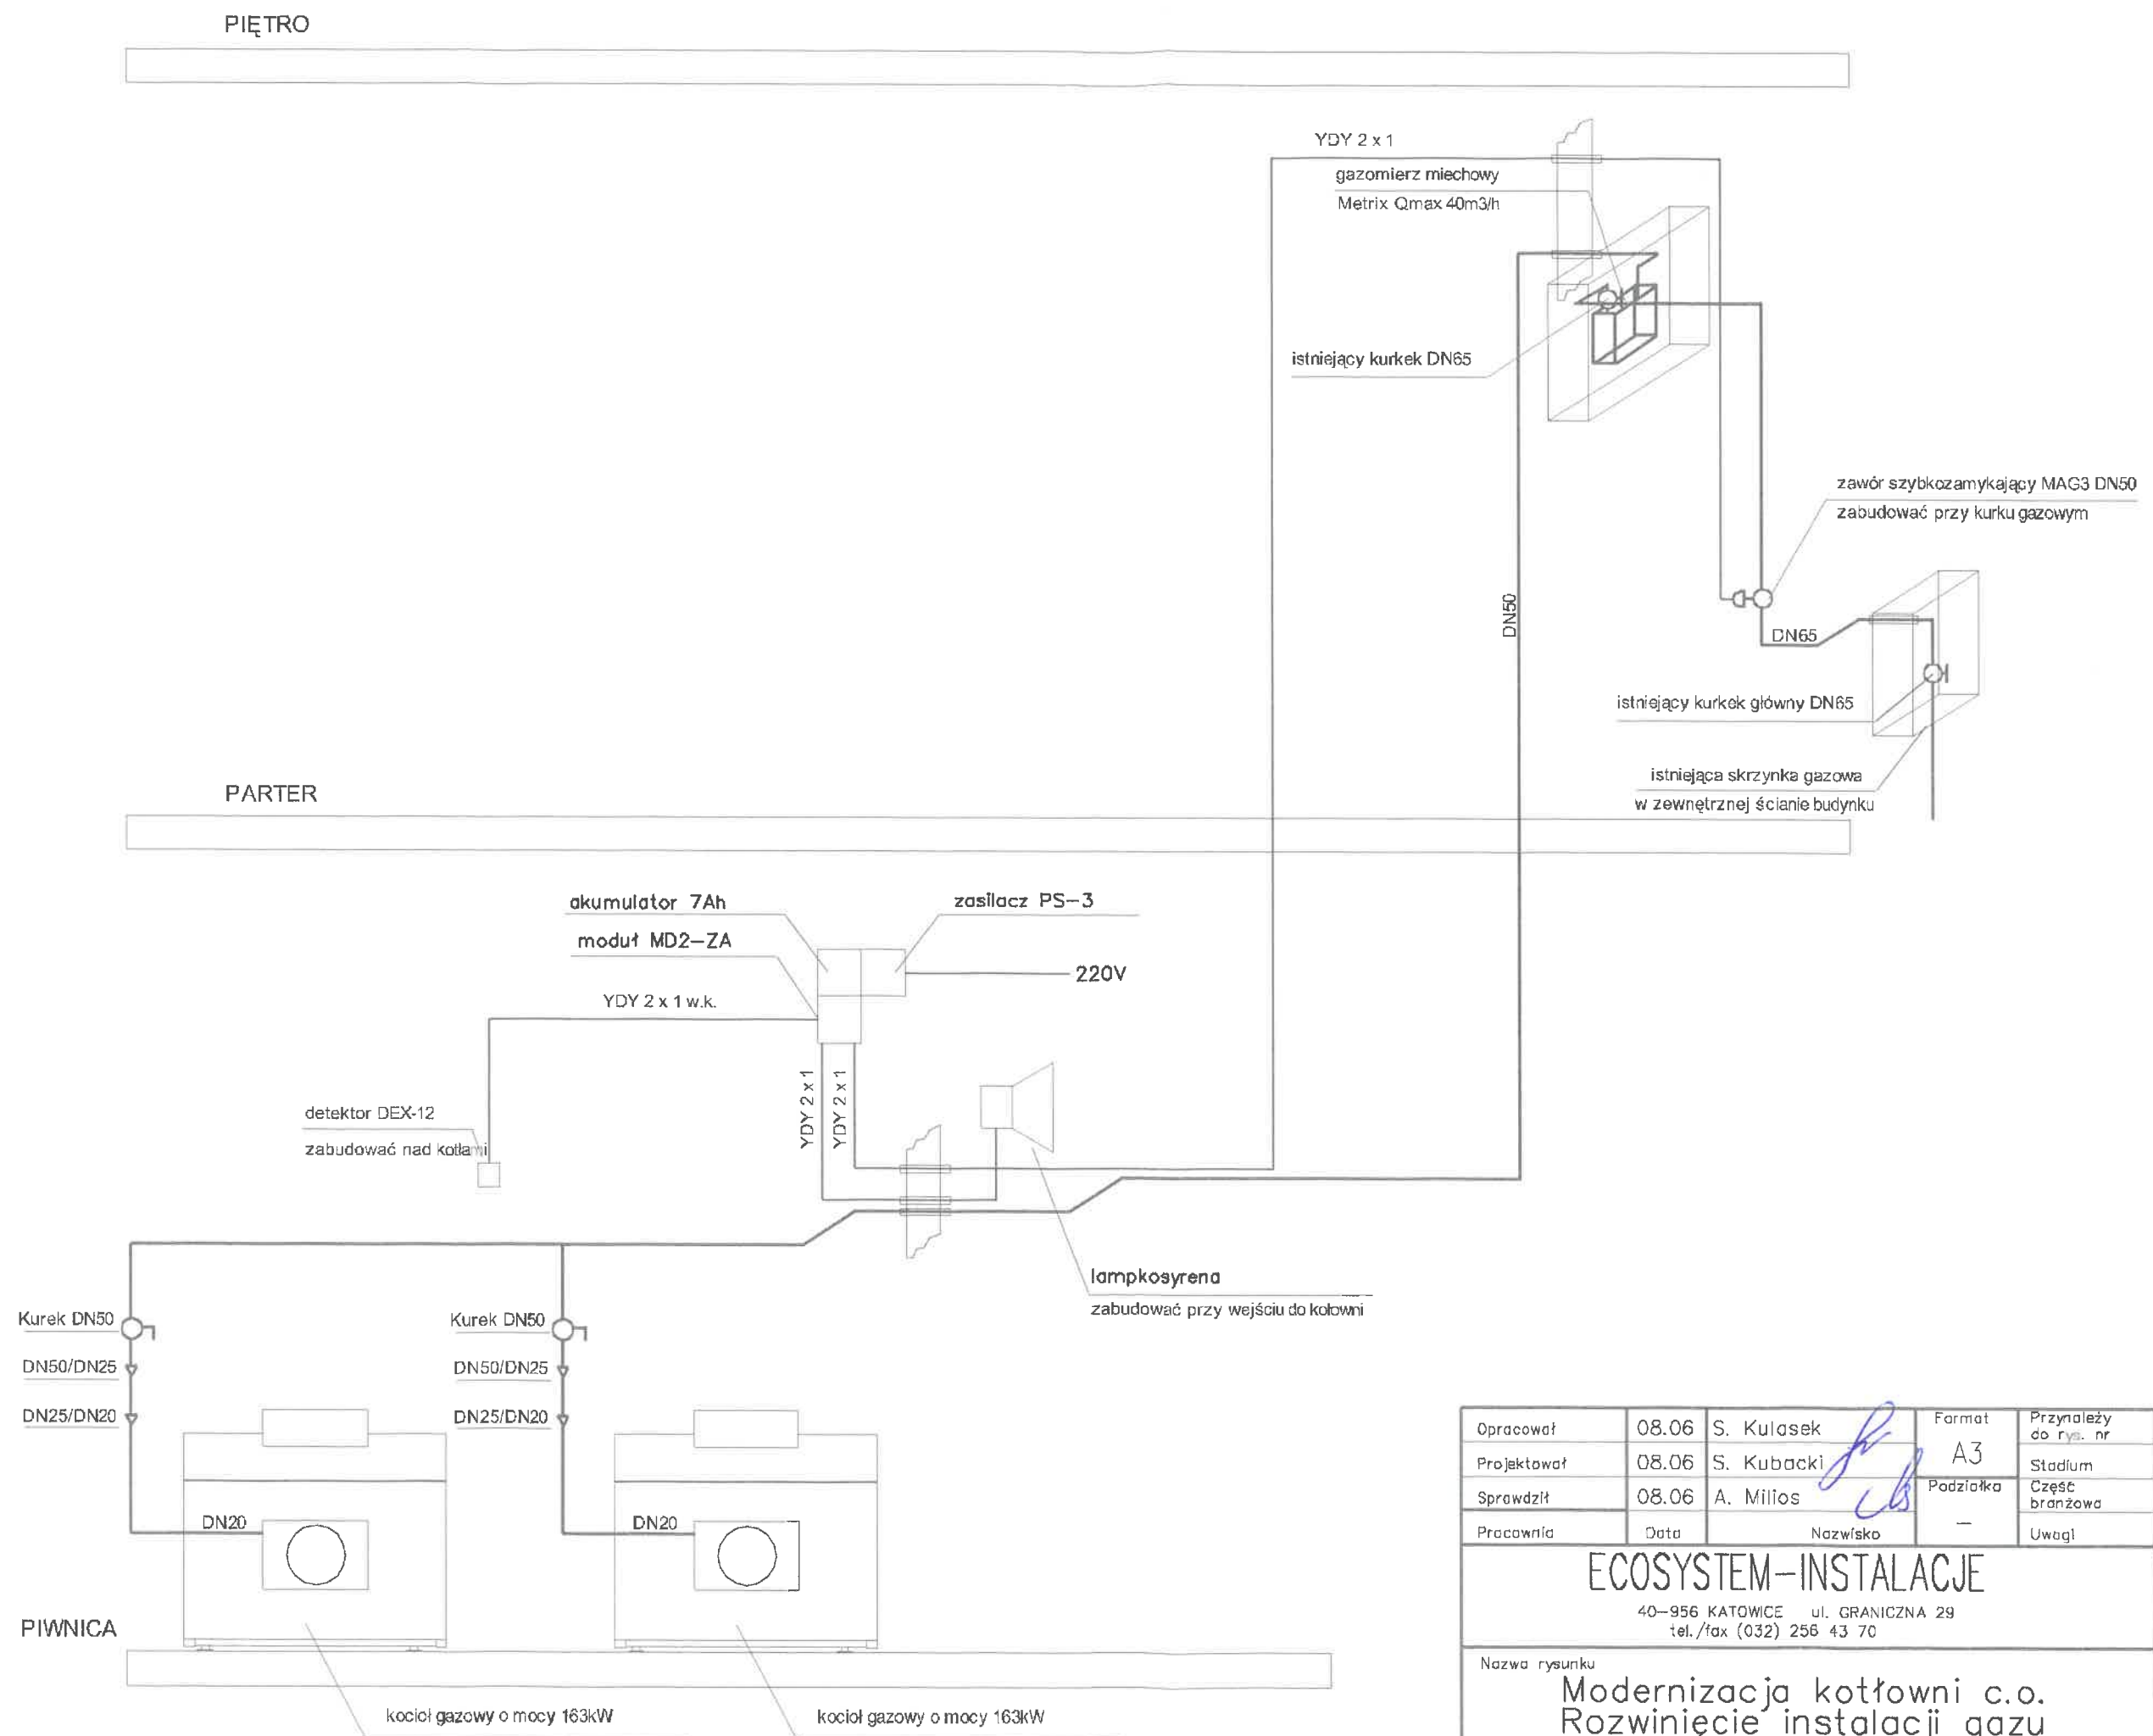 PIĘTRO
YDY 2 x 1
gazomierz miechowy
Metrix Qmax 40m3/h
istniejący kurkek DN65
zawór szybkozamykający MAG3 DN50
zabudować przy kurku gazowym
DN50
DN65
istniejący kurkek główny DN65
istniejąca skrzynka gazowa
w zewnętrznej ścianie budynku
PARTER
akumulator 7Ah
zasilacz PS-3
moduł MD2-ZA
220V
YDY 2 x 1 w.k.
YDY 2 x 1
YDY 2 x 1
detektor DEX-12
zabudować nad kotłami
lampkosyrena
zabudować przy wejściu do kołowni
Kurek DN50
Kurek DN50
DN50/DN25
DN50/DN25
DN25/DN20
DN25/DN20
DN20
DN20
PIWNICA
kocioł gazowy o mocy 163kW
kocioł gazowy o mocy 163kW
Opracował 08.06 S. Kulasek Format Przynależy do rys. nr
Projektował 08.06 S. Kubacki A3 Stadium
Sprawdził 08.06 A. Milios Podziałka Część branżowa
Pracownia Data Nazwisko — Uwagi
ECOSYSTEM-INSTALACJE
40-956 KATOWICE ul. GRANICZNA 29
tel./fax (032) 256 43 70
Nazwa rysunku
Modernizacja kotłowni c.o.
Rozwinięcie instalacji gazu